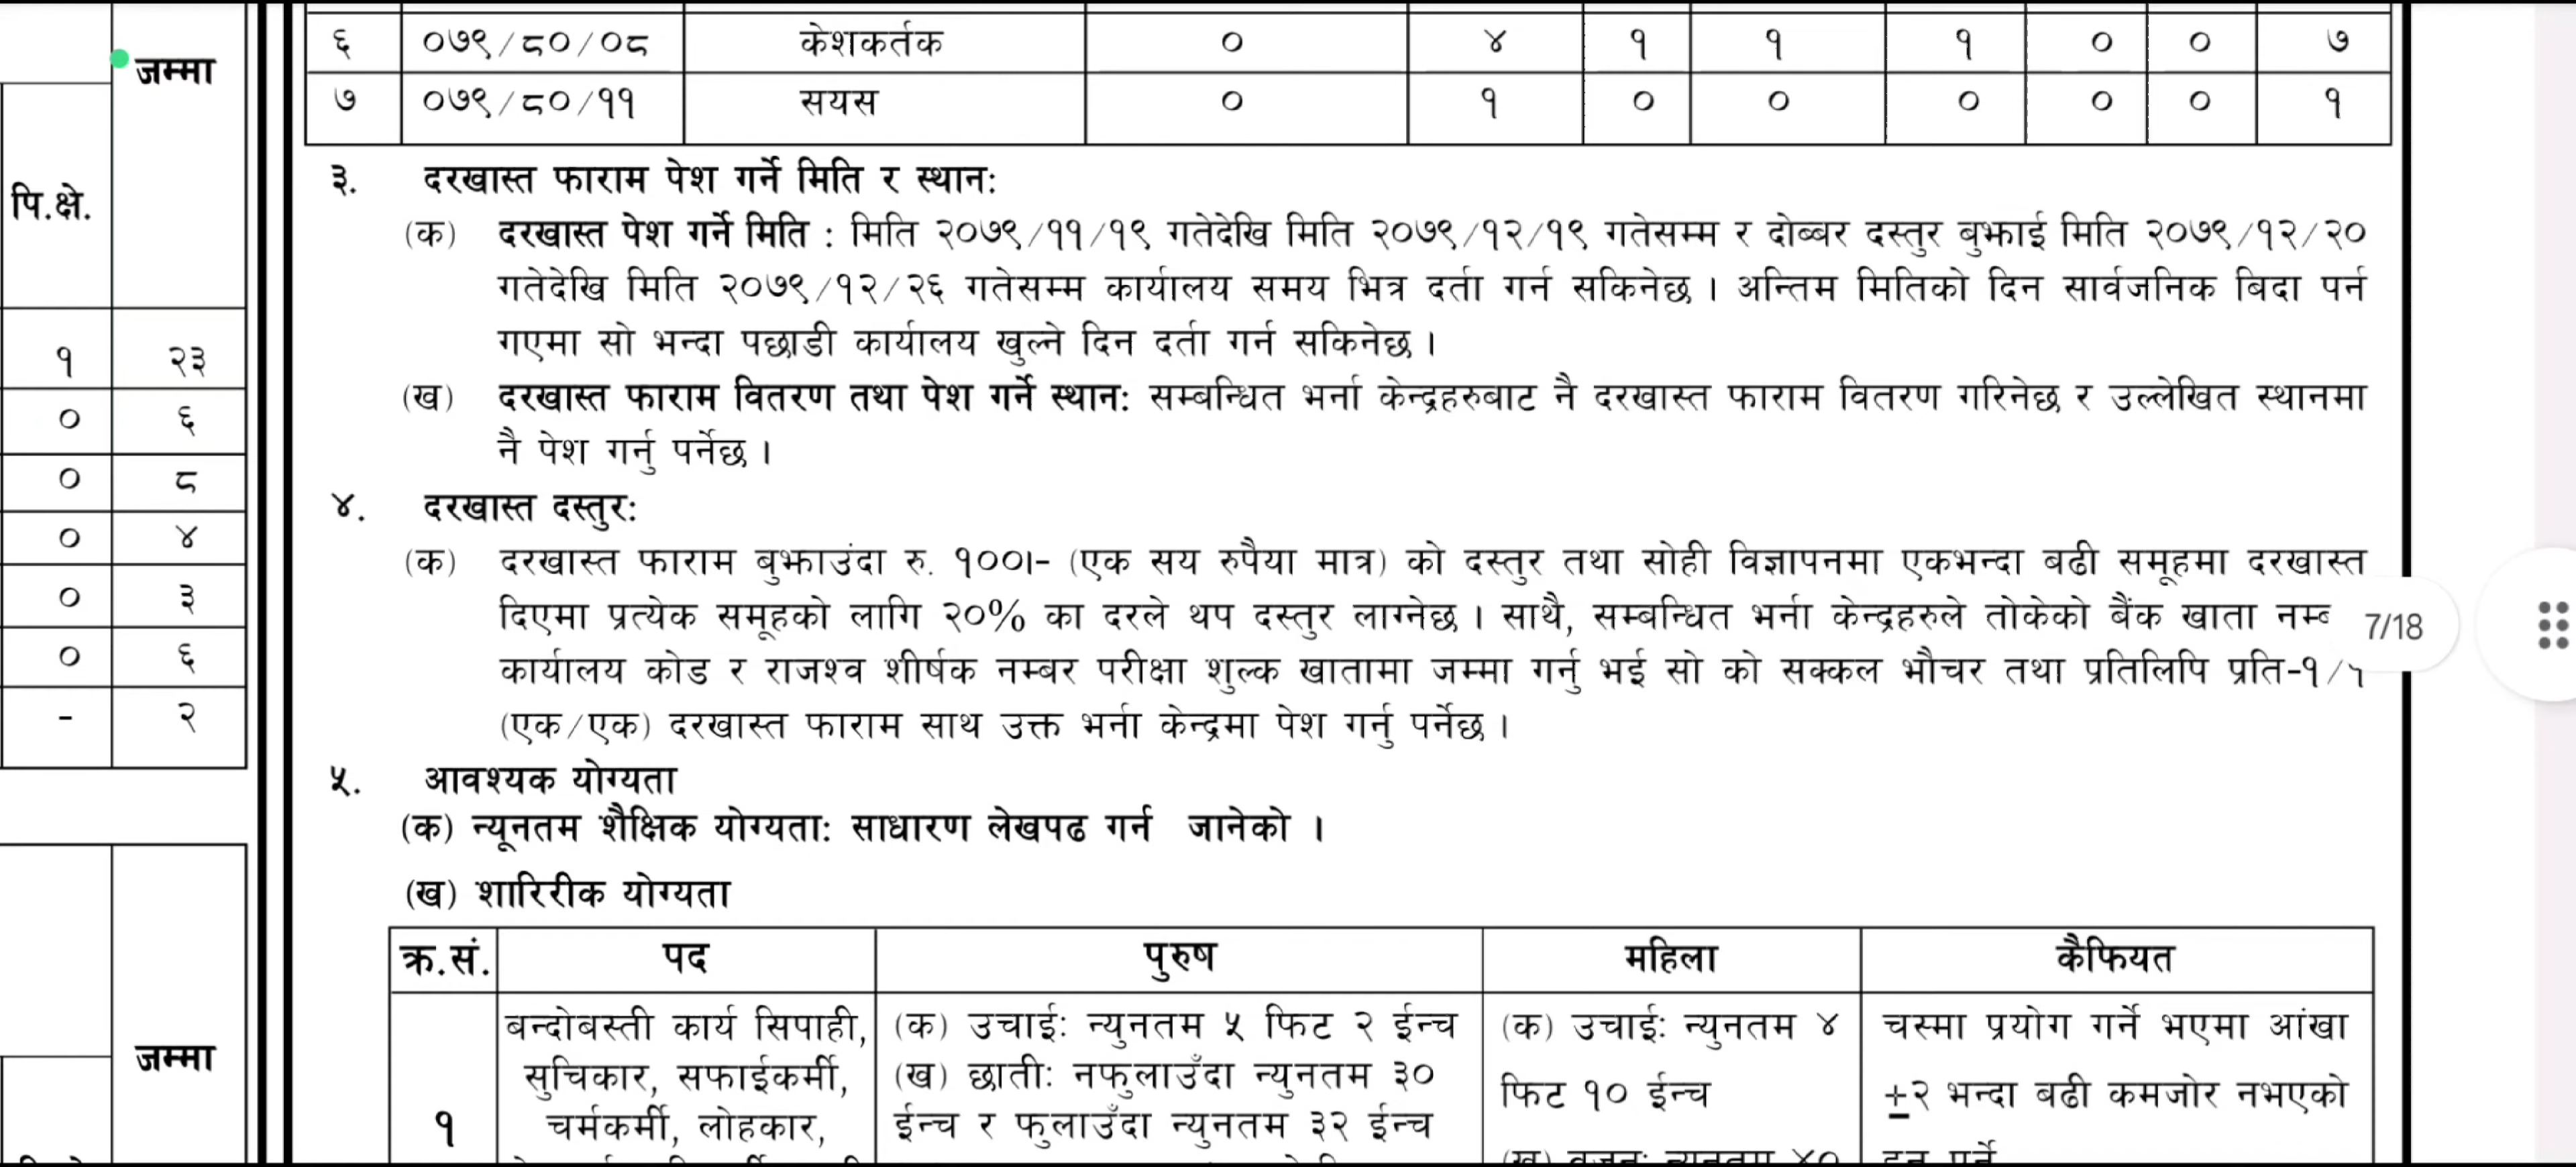 जम्मा
पि.क्षे.
१ २३
० ६
० ८
० ४
० ३
० ६
- २
जम्मा
६ ०७९/८०/०८ केशकर्तक ० ४ १ १ १ ० ० ७
७ ०७९/८०/११ सयस ० १ ० ० ० ० ० १
३. दरखास्त फाराम पेश गर्ने मिति र स्थानः
(क) दरखास्त पेश गर्ने मिति : मिति २०७९/११/१९ गतेदेखि मिति २०७९/१२/१९ गतेसम्म र दोब्बर दस्तुर बुझाई मिति २०७९/१२/२०
गतेदेखि मिति २०७९/१२/२६ गतेसम्म कार्यालय समय भित्र दर्ता गर्न सकिनेछ । अन्तिम मितिको दिन सार्वजनिक बिदा पर्न
गएमा सो भन्दा पछाडी कार्यालय खुल्ने दिन दर्ता गर्न सकिनेछ ।
(ख) दरखास्त फाराम वितरण तथा पेश गर्ने स्थानः सम्बन्धित भर्ना केन्द्रहरुबाट नै दरखास्त फाराम वितरण गरिनेछ र उल्लेखित स्थानमा
नै पेश गर्नु पर्नेछ ।
४. दरखास्त दस्तुरः
(क) दरखास्त फाराम बुझाउंदा रु. १००।- (एक सय रुपैया मात्र) को दस्तुर तथा सोही विज्ञापनमा एकभन्दा बढी समूहमा दरखास्त
दिएमा प्रत्येक समूहको लागि २०% का दरले थप दस्तुर लाग्नेछ । साथै, सम्बन्धित भर्ना केन्द्रहरुले तोकेको बैंक खाता
7/18
कार्यालय कोड र राजश्व शीर्षक नम्बर परीक्षा शुल्क खातामा जम्मा गर्नु भई सो को सक्कल भौचर तथा प्रतिलिपि प्रति-१/१
(एक/एक) दरखास्त फाराम साथ उक्त भर्ना केन्द्रमा पेश गर्नु पर्नेछ ।
५. आवश्यक योग्यता
(क) न्यूनतम शैक्षिक योग्यताः साधारण लेखपढ गर्न जानेको ।
(ख) शारिरीक योग्यता
क्र.सं. पद पुरुष महिला कैफियत
बन्दोबस्ती कार्य सिपाही, (क) उचाईः न्युनतम ५ फिट २ ईन्च (क) उचाईः न्युनतम ४ चस्मा प्रयोग गर्ने भएमा आंखा
सुचिकार, सफाईकर्मी, (ख) छातीः नफुलाउँदा न्युनतम ३० फिट १० ईन्च ±२ भन्दा बढी कमजोर नभएको
१ चर्मकर्मी, लोहकार, ईन्च र फुलाउँदा न्युनतम ३२ ईन्च